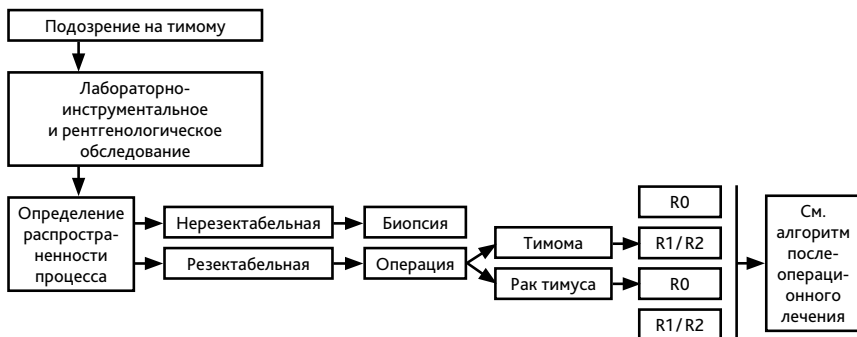 Подозрение на тимому
Лабораторно-
инструментальное
и рентгенологическое
обследование
Определение
распростра-
ненности
процесса
Нерезектабельная
Биопсия
Резектабельная
Операция
Тимома
Рак тимуса
R0
R1/R2
R0
R1/R2
См.
алгоритм
после-
операци-
онного
лечения